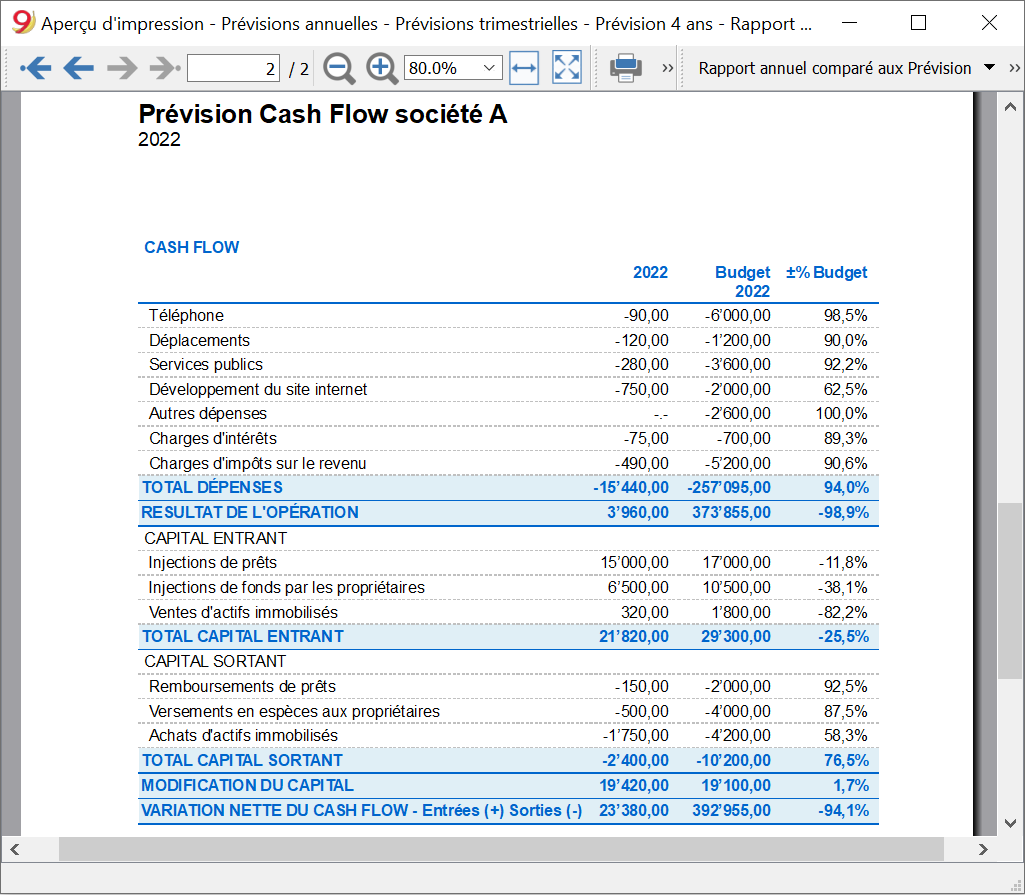 Aperçu d'impression - Prévisions annuelles - Prévisions trimestrielles - Prévision 4 ans - Rapport ...
2 / 2 80.0% Rapport annuel comparé aux Prévision
Prévision Cash Flow société A
2022
CASH FLOW
2022 Budget 2022 ±% Budget
Téléphone -90,00 -6’000,00 98,5%
Déplacements -120,00 -1’200,00 90,0%
Services publics -280,00 -3’600,00 92,2%
Développement du site internet -750,00 -2’000,00 62,5%
Autres dépenses -.- -2’600,00 100,0%
Charges d'intérêts -75,00 -700,00 89,3%
Charges d'impôts sur le revenu -490,00 -5’200,00 90,6%
TOTAL DÉPENSES -15’440,00 -257’095,00 94,0%
RESULTAT DE L'OPÉRATION 3’960,00 373’855,00 -98,9%
CAPITAL ENTRANT
Injections de prêts 15’000,00 17’000,00 -11,8%
Injections de fonds par les propriétaires 6’500,00 10’500,00 -38,1%
Ventes d'actifs immobilisés 320,00 1’800,00 -82,2%
TOTAL CAPITAL ENTRANT 21’820,00 29’300,00 -25,5%
CAPITAL SORTANT
Remboursements de prêts -150,00 -2’000,00 92,5%
Versements en espèces aux propriétaires -500,00 -4’000,00 87,5%
Achats d'actifs immobilisés -1’750,00 -4’200,00 58,3%
TOTAL CAPITAL SORTANT -2’400,00 -10’200,00 76,5%
MODIFICATION DU CAPITAL 19’420,00 19’100,00 1,7%
VARIATION NETTE DU CASH FLOW - Entrées (+) Sorties (-) 23’380,00 392’955,00 -94,1%